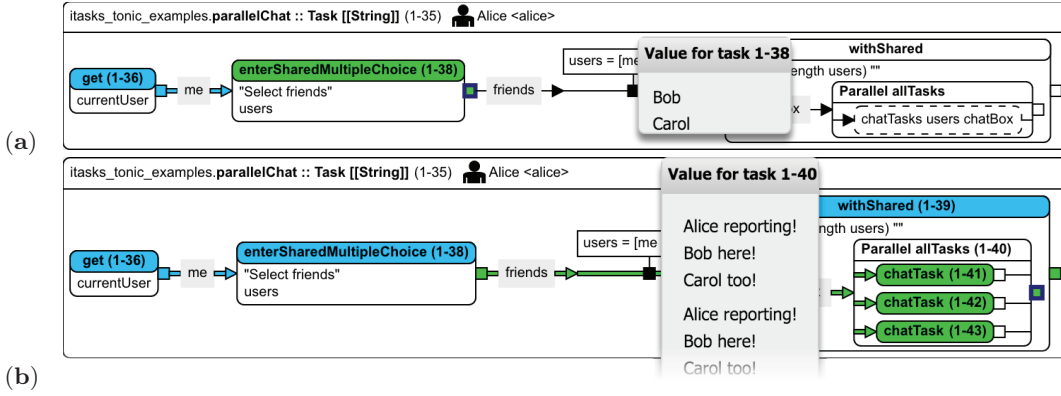 itasks_tonic_examples.parallelChat :: Task [[String]] (1-35) Alice <alice>
get (1-36)
currentUser
me
enterSharedMultipleChoice (1-38)
"Select friends"
users
friends
users = [me
Value for task 1-38
Bob
Carol
withShared
length users) ""
Parallel allTasks
chatTasks users chatBox
(a)
itasks_tonic_examples.parallelChat :: Task [[String]] (1-35) Alice <alice>
get (1-36)
currentUser
me
enterSharedMultipleChoice (1-38)
"Select friends"
users
friends
users = [me
Value for task 1-40
Alice reporting!
Bob here!
Carol too!
Alice reporting!
Bob here!
Carol too!
withShared (1-39)
ngth users) ""
Parallel allTasks (1-40)
chatTask (1-41)
chatTask (1-42)
chatTask (1-43)
(b)